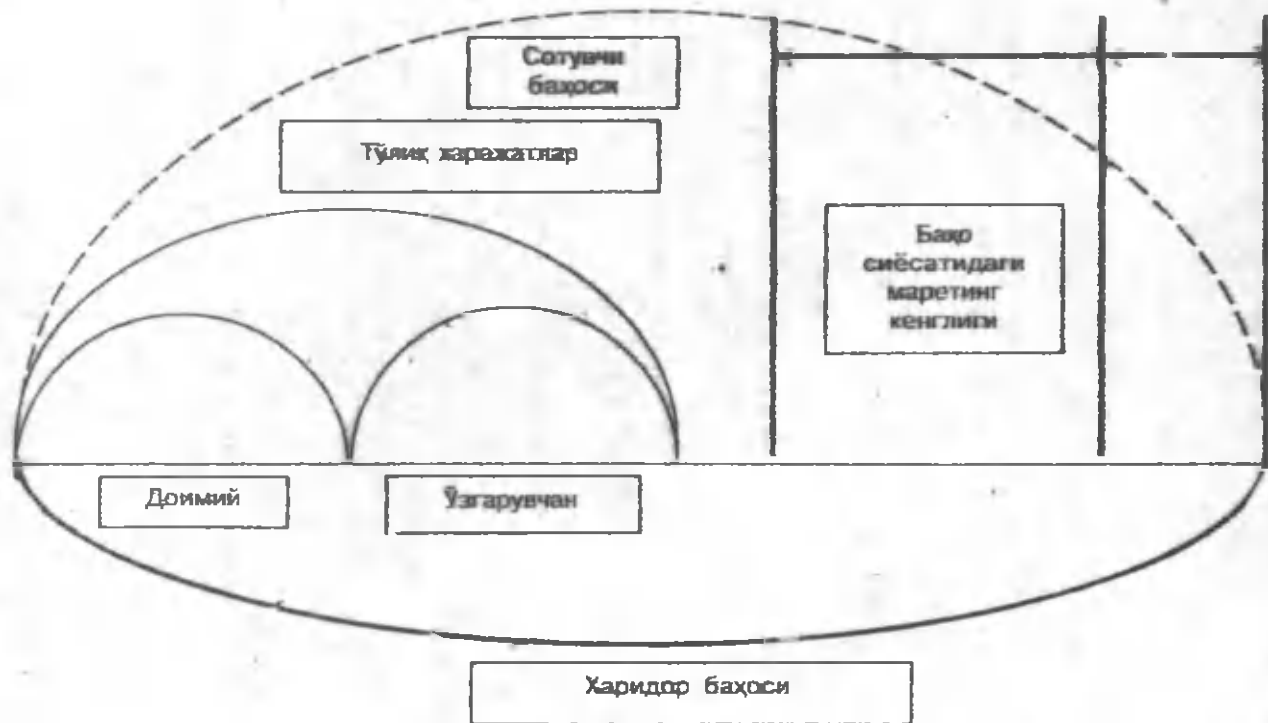 Сотувчи
баҳоси
Тўлиқ харажатлар
Баҳо
сиёсатидаги
маретинг
кенглиги
Доимий
Ўзгарувчан
Харидор баҳоси